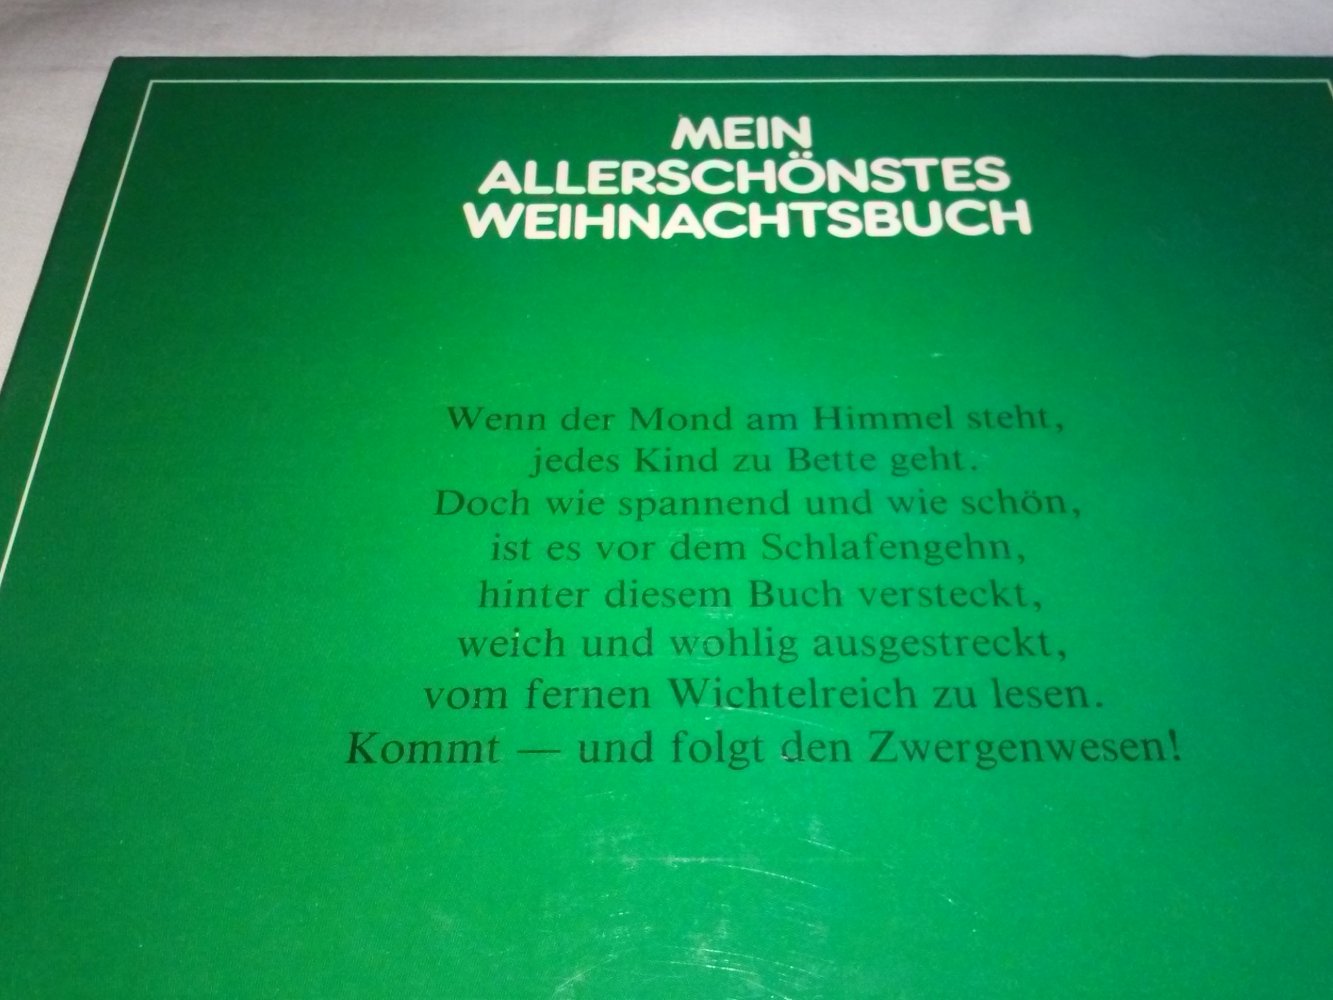 MEIN
ALLERSCHÖNSTES
WEIHNACHTSBUCH
Wenn der Mond am Himmel steht,
jedes Kind zu Bette geht.
Doch wie spannend und wie schön,
ist es vor dem Schlafengehn,
hinter diesem Buch versteckt,
weich und wohlig ausgestreckt,
vom fernen Wichtelreich zu lesen.
Kommt — und folgt den Zwergenwesen!